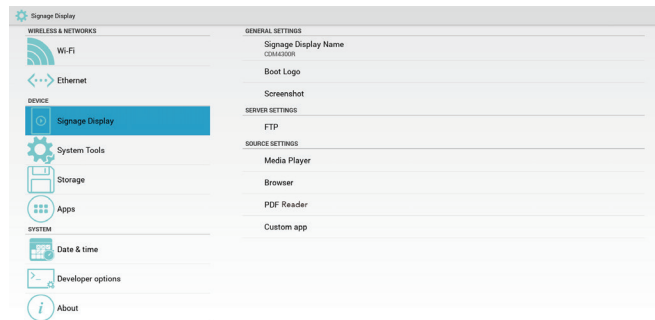 Signage Display
WIRELESS & NETWORKS
Wi-Fi
Ethernet
DEVICE
Signage Display
System Tools
Storage
Apps
SYSTEM
Date & time
Developer options
About
GENERAL SETTINGS
Signage Display Name
CDM4300R
Boot Logo
Screenshot
SERVER SETTINGS
FTP
SOURCE SETTINGS
Media Player
Browser
PDF Reader
Custom app